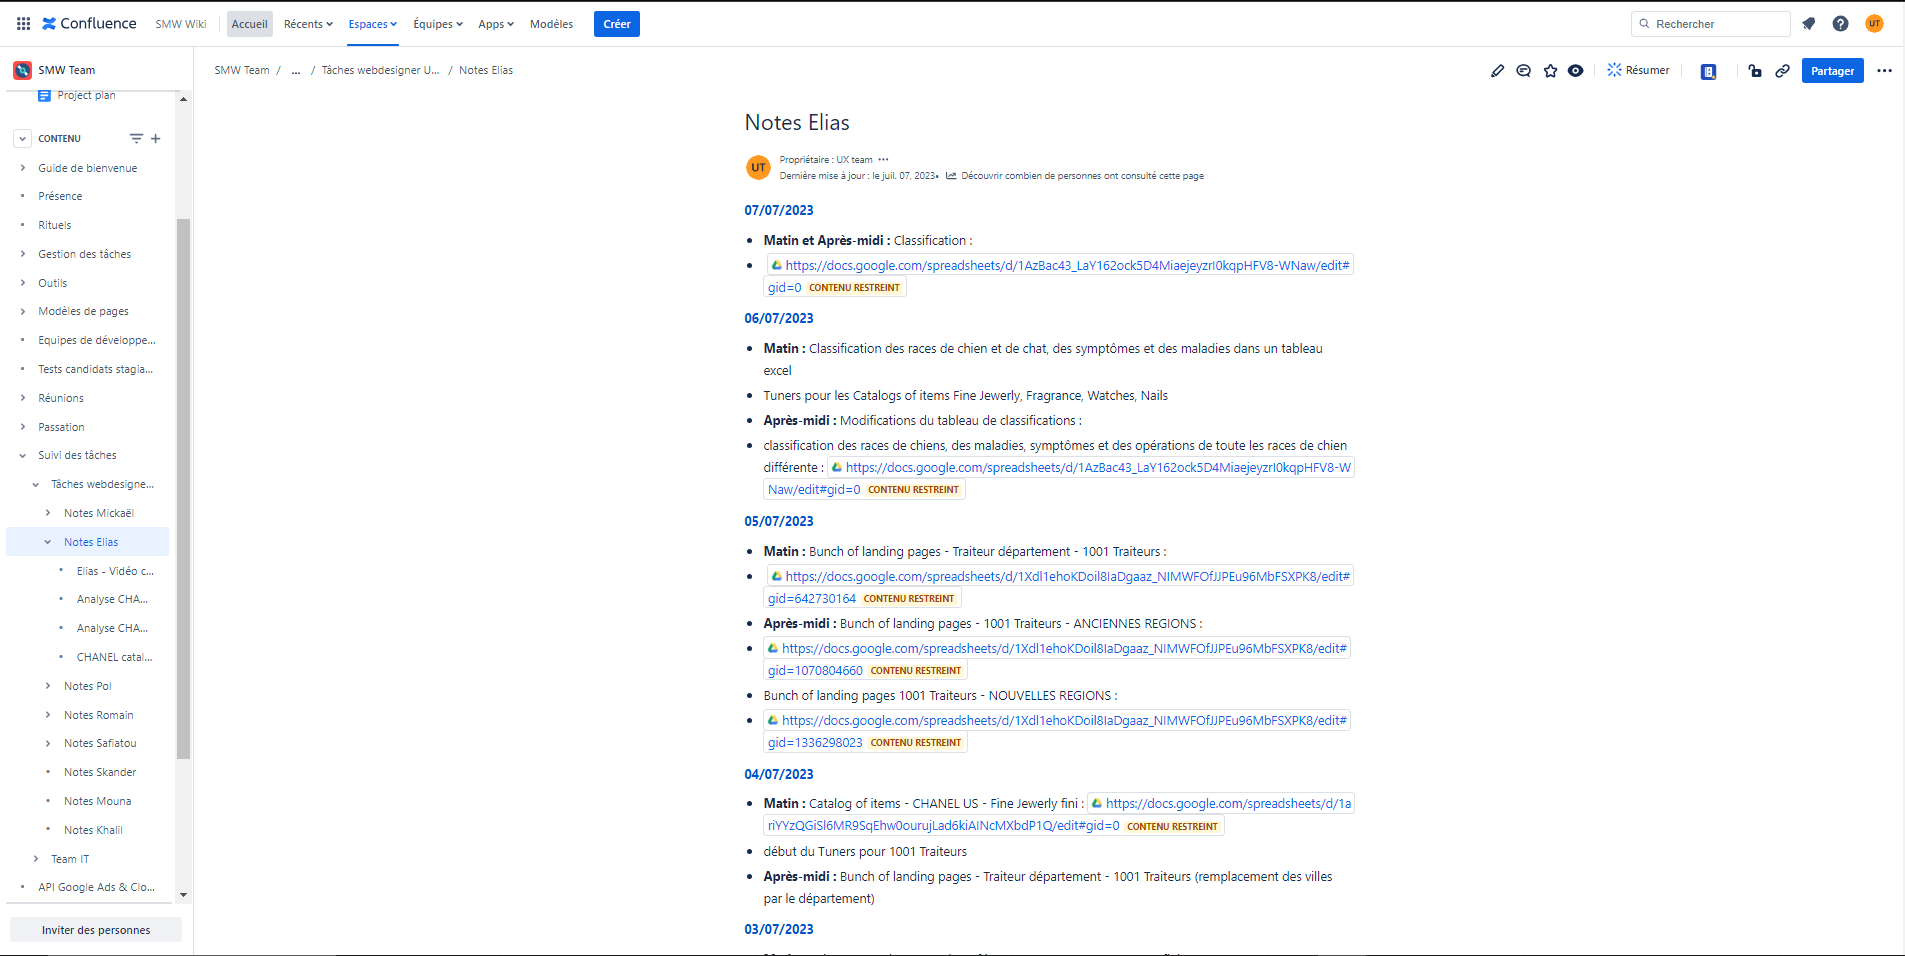 Confluence SMW Wiki Accueil Récents Espaces Équipes Apps Modèles Créer Rechercher UT
SMW Team
Project plan
CONTENU
Guide de bienvenue
Présence
Rituels
Gestion des tâches
Outils
Modèles de pages
Equipes de développe...
Tests candidats stagia...
Réunions
Passation
Suivi des tâches
Tâches webdesigne...
Notes Mickaël
Notes Elias
Elias - Vidéo c...
Analyse CHA...
Analyse CHA...
CHANEL catal...
Notes Pol
Notes Romain
Notes Safiatou
Notes Skander
Notes Mouna
Notes Khalil
Team IT
API Google Ads & Clo...
Inviter des personnes
SMW Team / ... / Tâches webdesigner U... / Notes Elias
Résumer Partager
Notes Elias
UT
Propriétaire : UX team
Dernière mise à jour : le juil. 07, 2023• Découvrir combien de personnes ont consulté cette page
07/07/2023
• Matin et Après-midi : Classification :
• https://docs.google.com/spreadsheets/d/1AzBac43_LaY162ock5D4MiaejeyzrI0kqpHFV8-WNaw/edit#
gid=0 CONTENU RESTREINT
06/07/2023
• Matin : Classification des races de chien et de chat, des symptômes et des maladies dans un tableau
excel
• Tuners pour les Catalogs of items Fine Jewerly, Fragrance, Watches, Nails
• Après-midi : Modifications du tableau de classifications :
• classification des races de chiens, des maladies, symptômes et des opérations de toute les races de chien
différente : https://docs.google.com/spreadsheets/d/1AzBac43_LaY162ock5D4MiaejeyzrI0kqpHFV8-W
Naw/edit#gid=0 CONTENU RESTREINT
05/07/2023
• Matin : Bunch of landing pages - Traiteur département - 1001 Traiteurs :
• https://docs.google.com/spreadsheets/d/1Xdl1ehoKDoil8IaDgaaz_NIMWFOfJJPEu96MbFSXPK8/edit#
gid=642730164 CONTENU RESTREINT
• Après-midi : Bunch of landing pages - 1001 Traiteurs - ANCIENNES REGIONS :
• https://docs.google.com/spreadsheets/d/1Xdl1ehoKDoil8IaDgaaz_NIMWFOfJJPEu96MbFSXPK8/edit#
gid=1070804660 CONTENU RESTREINT
• Bunch of landing pages 1001 Traiteurs - NOUVELLES REGIONS :
• https://docs.google.com/spreadsheets/d/1Xdl1ehoKDoil8IaDgaaz_NIMWFOfJJPEu96MbFSXPK8/edit#
gid=1336298023 CONTENU RESTREINT
04/07/2023
• Matin : Catalog of items - CHANEL US - Fine Jewerly fini : https://docs.google.com/spreadsheets/d/1a
riYYzQGiSl6MR9SqEhw0ourujLad6kiAINcMXbdP1Q/edit#gid=0 CONTENU RESTREINT
• début du Tuners pour 1001 Traiteurs
• Après-midi : Bunch of landing pages - Traiteur département - 1001 Traiteurs (remplacement des villes
par le département)
03/07/2023